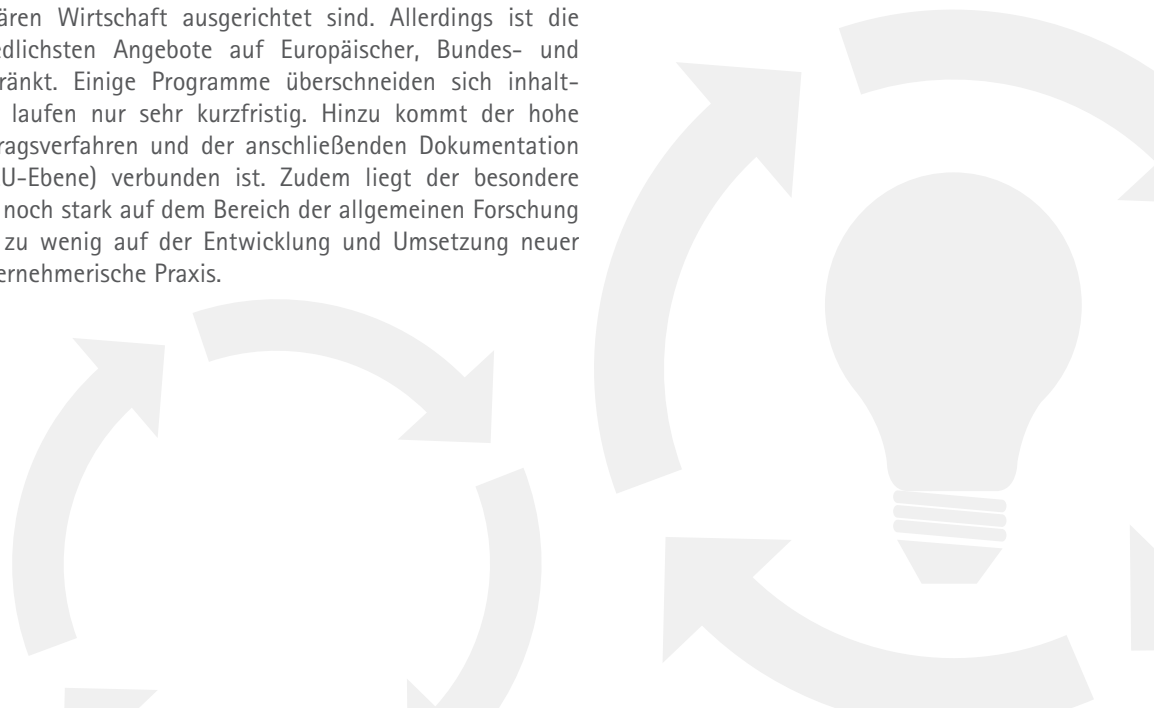 ären Wirtschaft ausgerichtet sind. Allerdings ist die
edlichsten Angebote auf Europäischer, Bundes- und
ränkt. Einige Programme überschneiden sich inhalt-
laufen nur sehr kurzfristig. Hinzu kommt der hohe
ragsverfahren und der anschließenden Dokumentation
U-Ebene) verbunden ist. Zudem liegt der besondere
noch stark auf dem Bereich der allgemeinen Forschung
zu wenig auf der Entwicklung und Umsetzung neuer
ernehmerische Praxis.